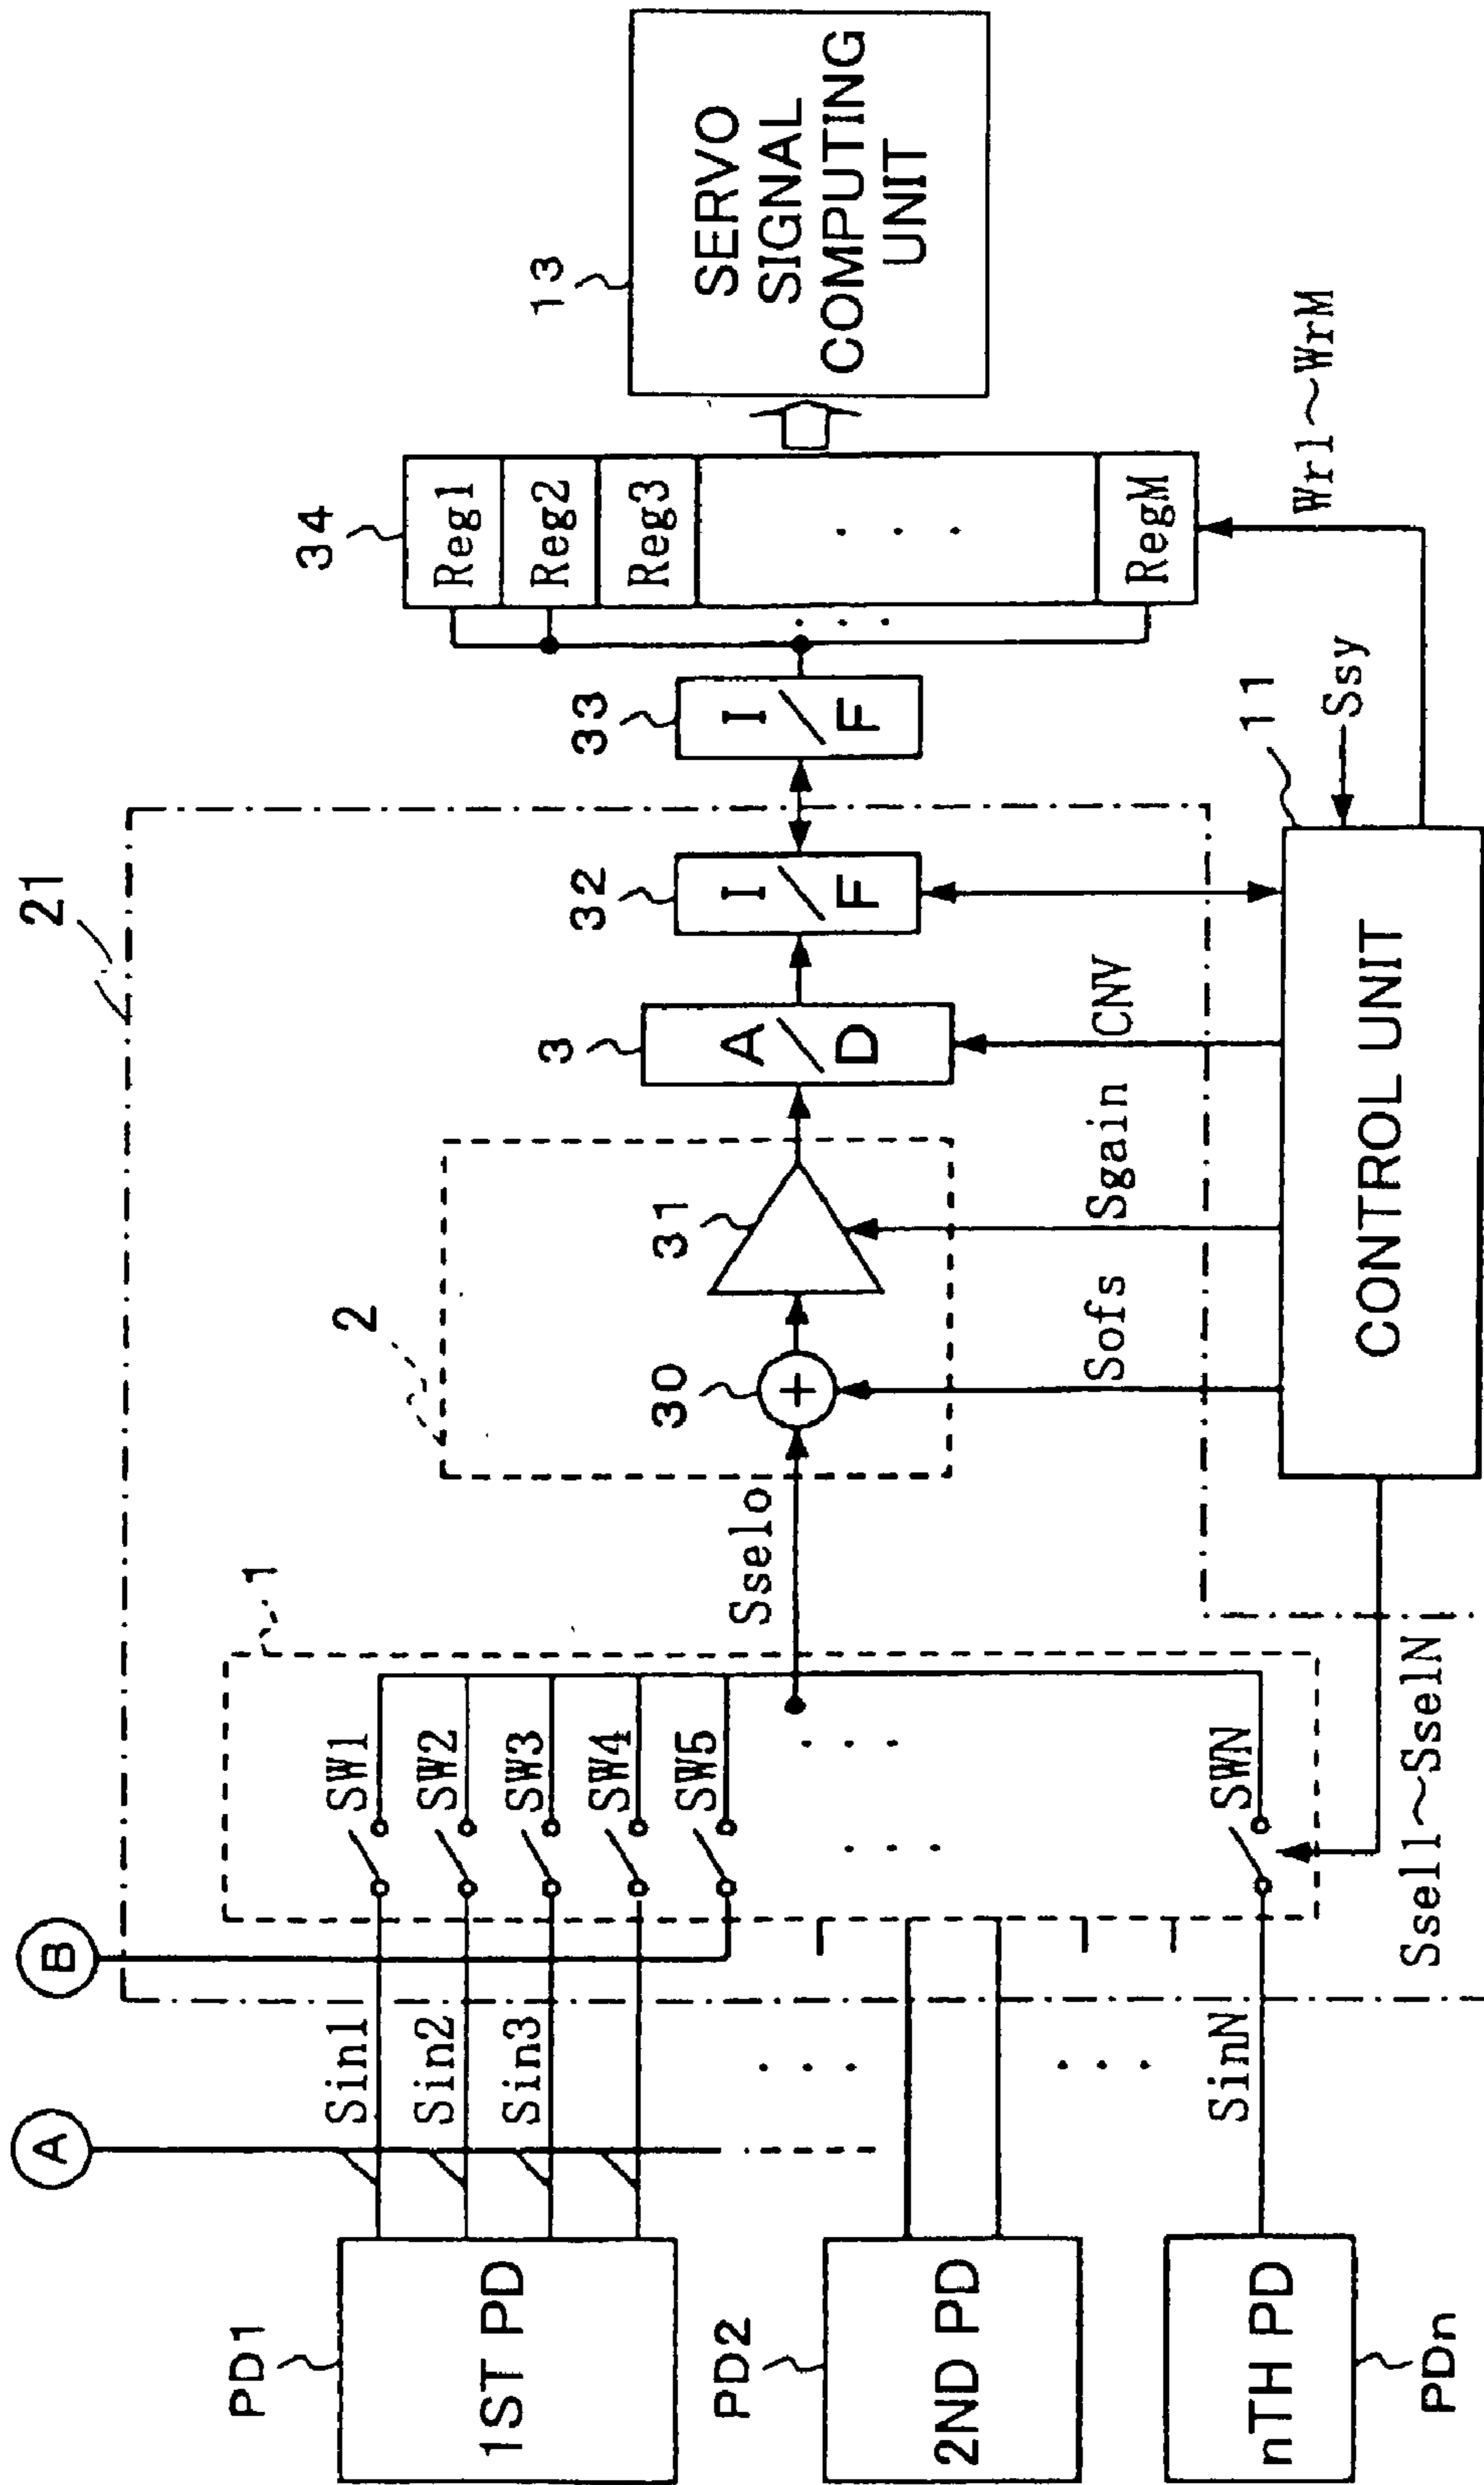 A
B
21
PD1
1ST PD
Sin1
Sin2
Sin3
SW1
SW2
SW3
SW4
SW5
1
PD2
2ND PD
nTH PD
PDn
SinN
SWN
Ssel1~SselN
Sselo
2
30
+
31
3
A/D
32
I/F
33
I/F
34
Reg1
Reg2
Reg3
RegM
13
SERVO
SIGNAL
COMPUTING
UNIT
Sofs
Sgain
CNV
CONTROL UNIT
11
Ssy
Wr1~WrM